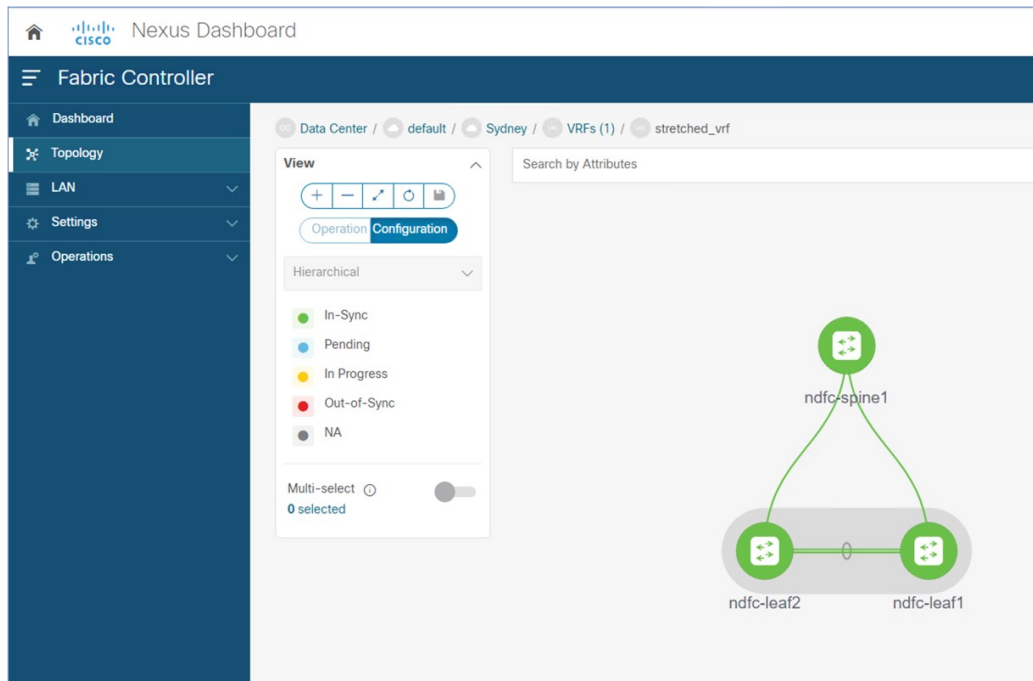 CISCO Nexus Dashboard
Fabric Controller
Dashboard
Topology
LAN
Settings
Operations
Data Center / default / Sydney / VRFs (1) / stretched_vrf
View
Search by Attributes
Operation Configuration
Hierarchical
In-Sync
Pending
In Progress
Out-of-Sync
NA
Multi-select
0 selected
ndfc-spine1
ndfc-leaf2
ndfc-leaf1